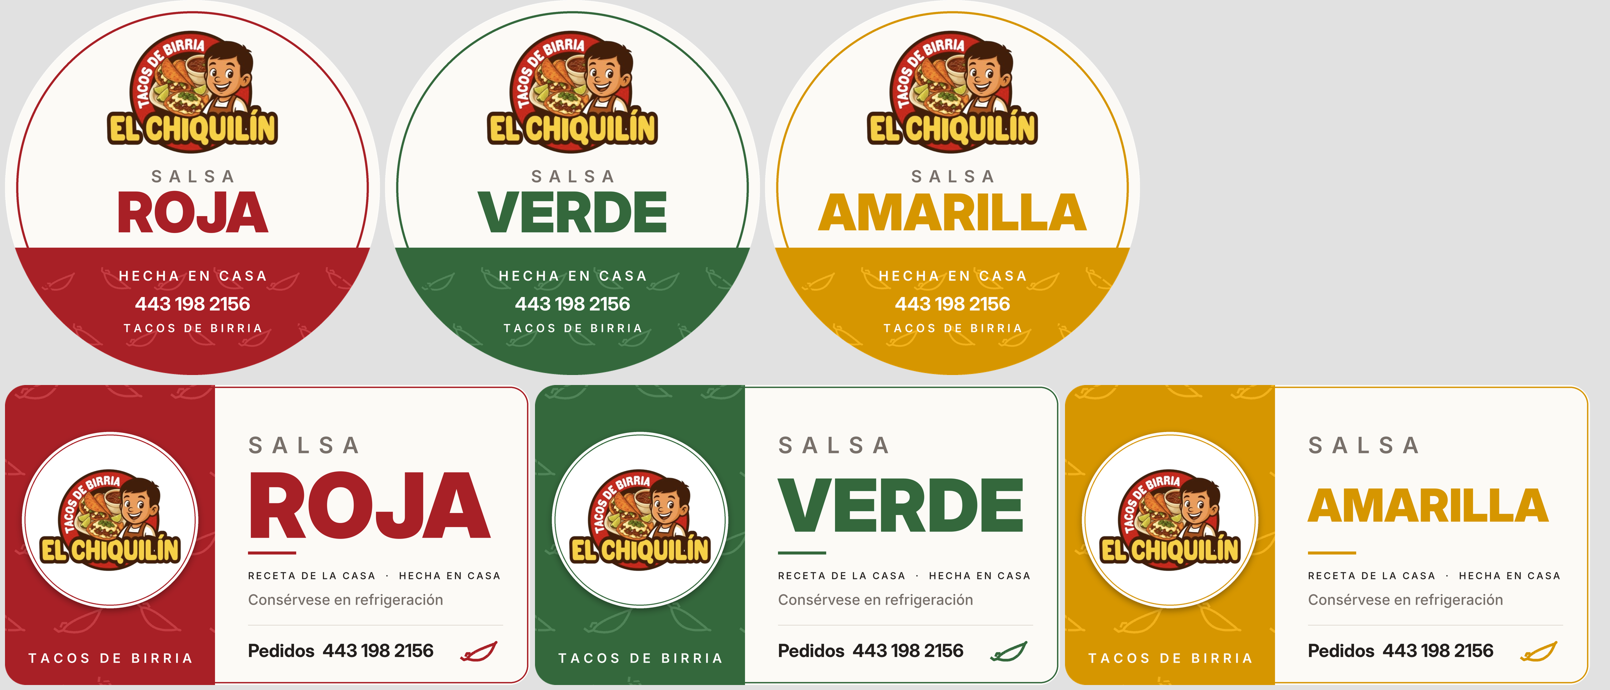 TACOS DE BIRRIA
EL CHIQUILÍN
SALSA
ROJA
HECHA EN CASA
443 198 2156
TACOS DE BIRRIA
TACOS DE BIRRIA
EL CHIQUILÍN
SALSA
VERDE
HECHA EN CASA
443 198 2156
TACOS DE BIRRIA
TACOS DE BIRRIA
EL CHIQUILÍN
SALSA
AMARILLA
HECHA EN CASA
443 198 2156
TACOS DE BIRRIA
TACOS DE BIRRIA
EL CHIQUILÍN
TACOS DE BIRRIA
SALSA
ROJA
RECETA DE LA CASA · HECHA EN CASA
Consérvese en refrigeración
Pedidos 443 198 2156
TACOS DE BIRRIA
EL CHIQUILÍN
TACOS DE BIRRIA
SALSA
VERDE
RECETA DE LA CASA · HECHA EN CASA
Consérvese en refrigeración
Pedidos 443 198 2156
TACOS DE BIRRIA
EL CHIQUILÍN
TACOS DE BIRRIA
SALSA
AMARILLA
RECETA DE LA CASA · HECHA EN CASA
Consérvese en refrigeración
Pedidos 443 198 2156